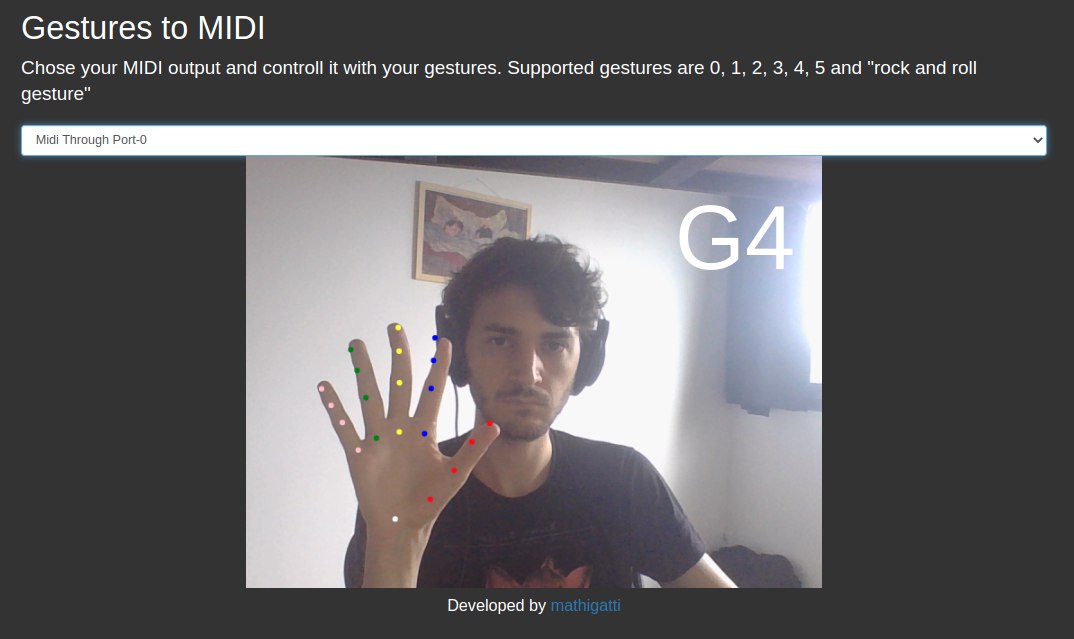 Gestures to MIDI
Chose your MIDI output and controll it with your gestures. Supported gestures are 0, 1, 2, 3, 4, 5 and "rock and roll
gesture"
Midi Through Port-0
G4
Developed by mathigatti